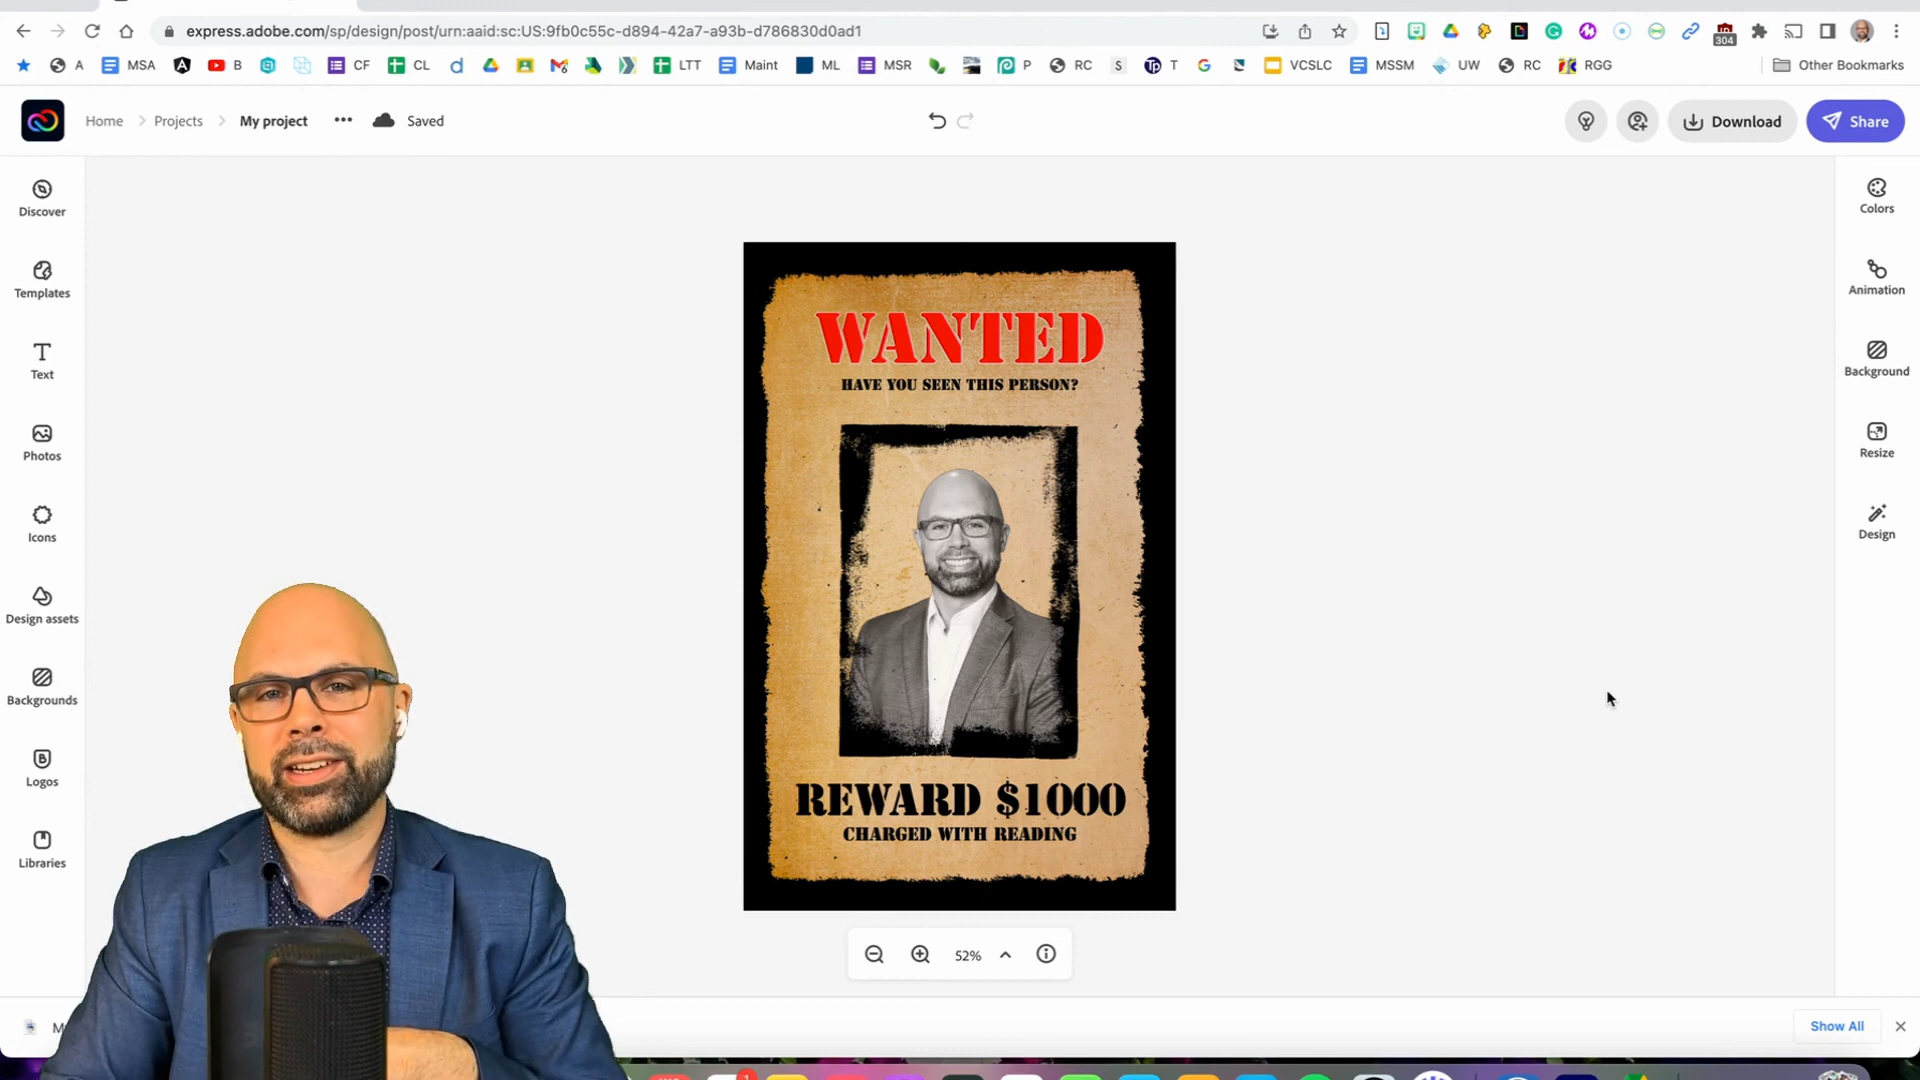 express.adobe.com/sp/design/post/urn:aaid:sc:US:9fb0c55c-d894-42a7-a93b-d786830d0ad1
304
A MSA B CF CL LTT Maint ML MSR P RC S Tp T VCSLC MSSM UW RC RGG Other Bookmarks
Home Projects My project ••• Saved Download Share
Discover
Templates
Text
Photos
Icons
Design assets
Backgrounds
Logos
Libraries
WANTED
HAVE YOU SEEN THIS PERSON?
REWARD $1000
CHARGED WITH READING
Colors
Animation
Background
Resize
Design
52%
Show All